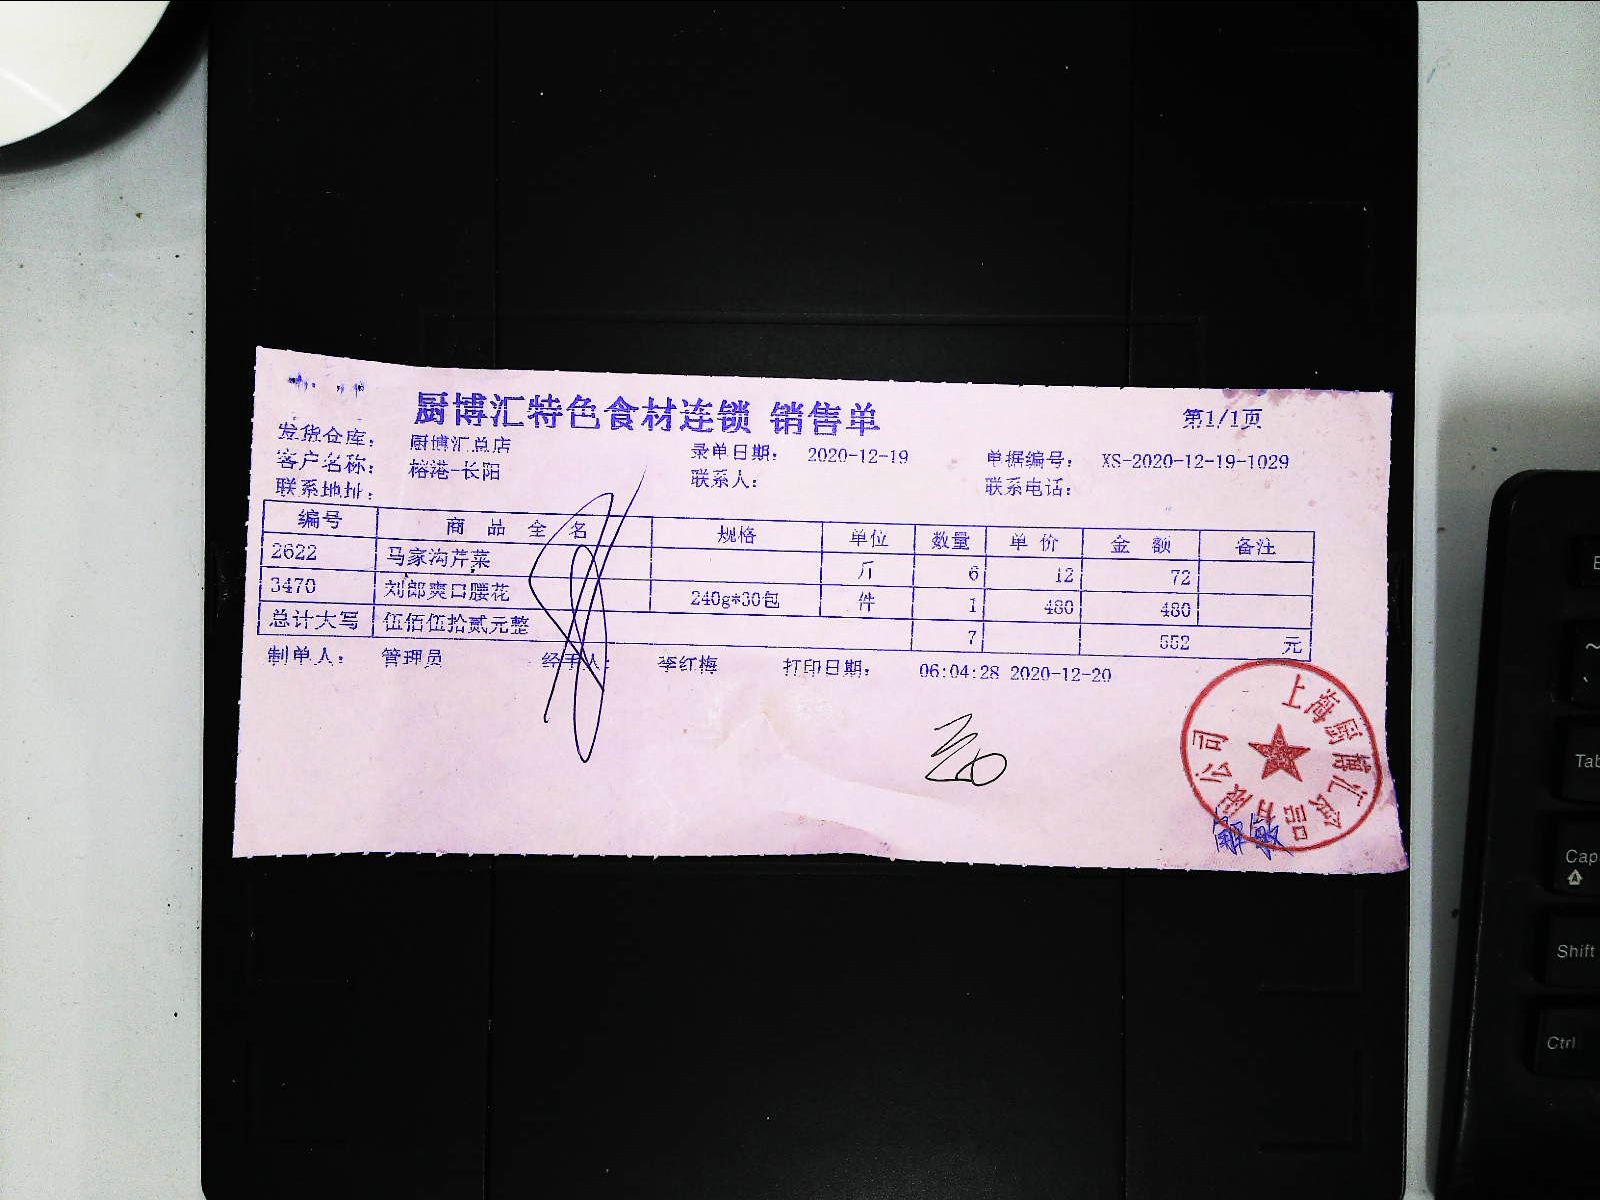 厨博汇特色食材连锁 销售单
第1/1页
发货仓库： 厨博汇总店 录单日期： 2020-12-19 单据编号： XS-2020-12-19-1029
客户名称： 榕港-长阳 联系人： 联系电话：
联系地址：
编号 商品全名 规格 单位 数量 单价 金额 备注
2622 马家沟芹菜 斤 6 12 72
3470 刘郎爽口腰花 240g*30包 件 1 480 480
总计大写 伍佰伍拾贰元整 7 552 元
制单人： 管理员 经手人： 李红梅 打印日期： 06:04:28 2020-12-20
上海厨博汇食品有限公司
解敏
Tab
Cap
Shift
Ctrl